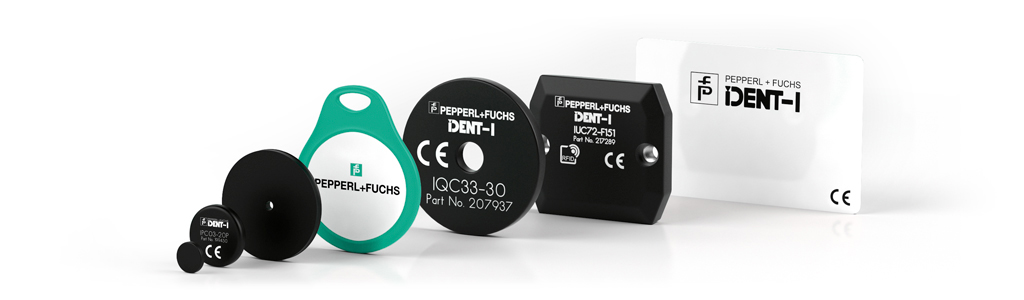 IDENT-I
IPC03-20P
CE
PEPPERL+FUCHS
PEPPERL+FUCHS
IDENT-I
CE
IQC33-30
Part No. 207937
PEPPERL+FUCHS
IDENT-I
IUC72-F151
Part No. 217289
RFID
CE
PEPPERL + FUCHS
IDENT-I
CE